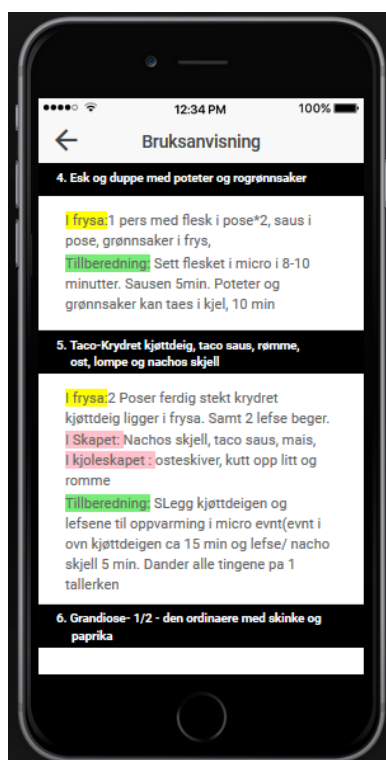 12:34 PM
100%
Bruksanvisning
4. Esk og duppe med poteter og rogrønnsaker
I frysa:1 pers med flesk i pose*2, saus i
pose, grønnsaker i frys,
Tillberedning: Sett flesket i micro i 8-10
minutter. Sausen 5min. Poteter og
grønnsaker kan taes i kjel, 10 min
5. Taco-Krydret kjøttdeig, taco saus, rømme,
ost, lompe og nachos skjell
I frysa:2 Poser ferdig stekt krydret
kjøttdeig ligger i frysa. Samt 2 lefse beger.
I Skapet: Nachos skjell, taco saus, mais,
I kjoleskapet : osteskiver, kutt opp litt og
romme
Tillberedning: SLegg kjøttdeigen og
lefsene til oppvarming i micro evnt(evnt i
ovn kjøttdeigen ca 15 min og lefse/ nacho
skjell 5 min. Dander alle tingene pa 1
tallerken
6. Grandiose- 1/2 - den ordinaere med skinke og
paprika